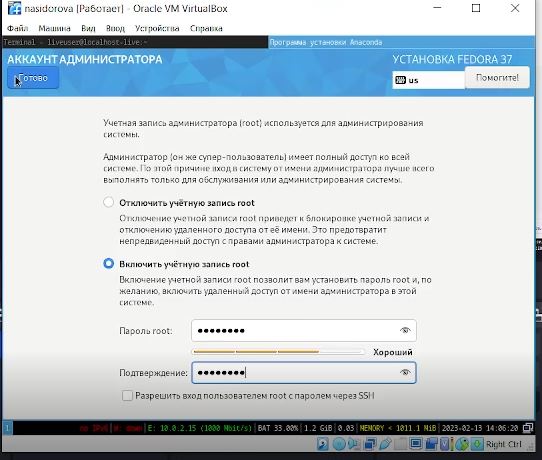 nasidorova [Работает] - Oracle VM VirtualBox
Файл Машина Вид Ввод Устройства Справка
Terminal - liveuser@localhost-live:~ Программа установки Anaconda
АККАУНТ АДМИНИСТРАТОРА УСТАНОВКА FEDORA 37
Готово us Помогите!
Учетная запись администратора (root) используется для администрирования
системы.
Администратор (он же супер-пользователь) имеет полный доступ ко всей
системе. По этой причине вход в систему от имени администратора лучше всего
выполнять только для обслуживания или администрирования системы.
Отключить учётную запись root
Отключение учетной записи root приведет к блокировке учетной записи и
отключению удаленного доступа от её имени. Это предотвратит
непредвиденный доступ с правами администратора к системе.
Включить учётную запись root
Включение учетной записи root позволит вам установить пароль root и, по
желанию, включить удаленный доступ от имени администратора в этой
системе.
Пароль root: ●●●●●●●●
Хороший
Подтверждение: ●●●●●●●●
Разрешить вход пользователем root с паролем через SSH
1 no IPv6 | W: down | E: 10.0.2.15 (1000 Mbit/s) | BAT 33.00% | 1.2 GiB | 0.03 | MEMORY < 1011.1 MiB | 2023-02-13 14:06:20
Right Ctrl